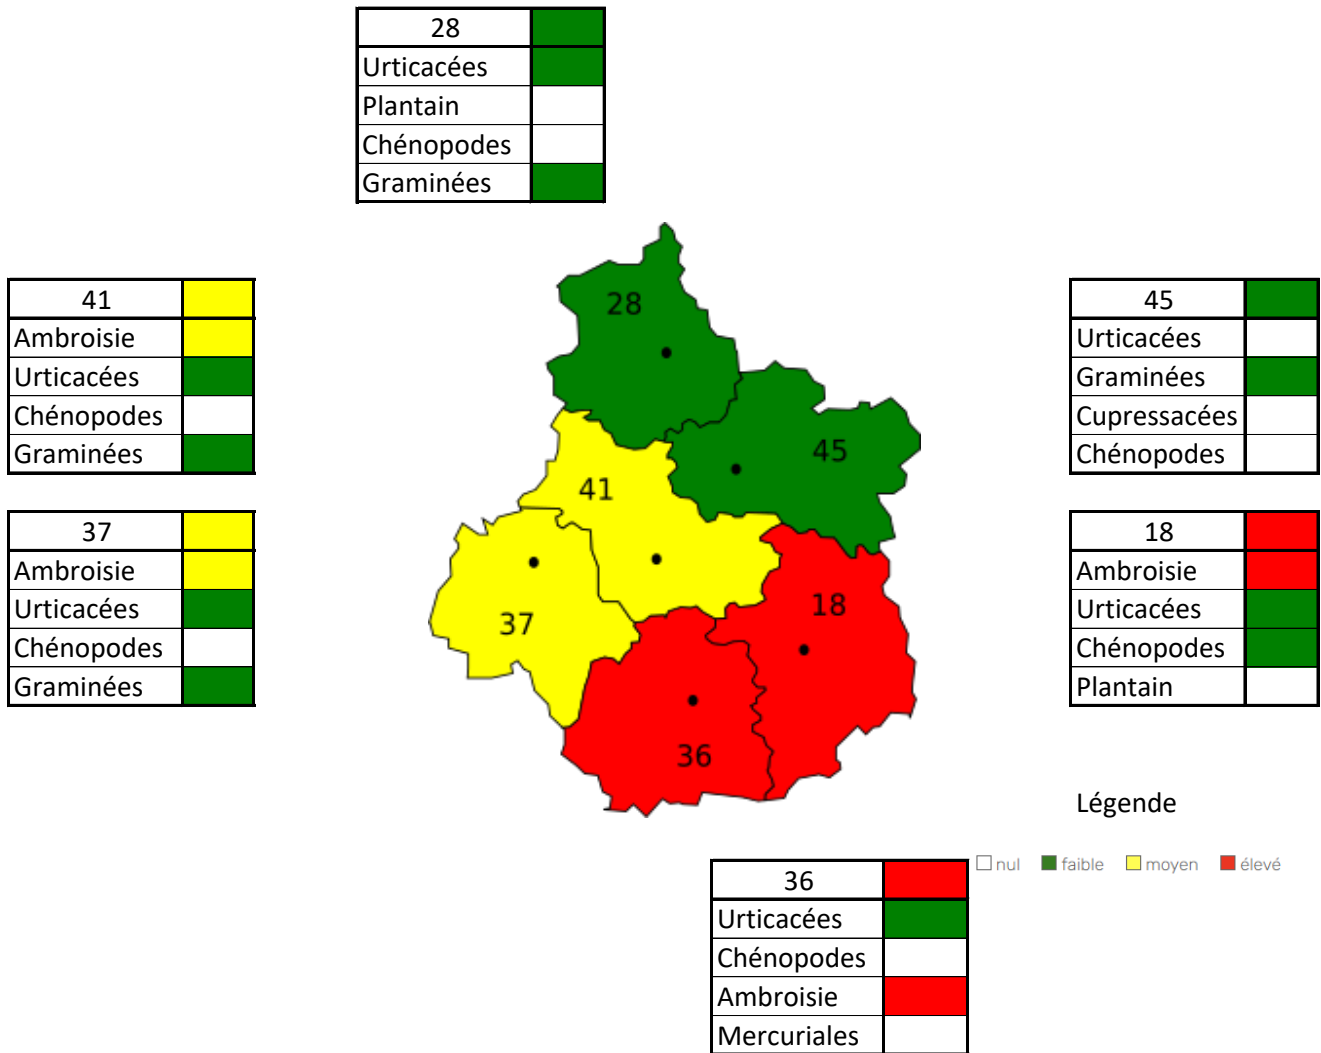 28
Urticacées
Plantain
Chénopodes
Graminées
41
Ambroisie
Urticacées
Chénopodes
Graminées
37
Ambroisie
Urticacées
Chénopodes
Graminées
28
45
41
37
18
36
45
Urticacées
Graminées
Cupressacées
Chénopodes
18
Ambroisie
Urticacées
Chénopodes
Plantain
Légende
nul faible moyen élevé
36
Urticacées
Chénopodes
Ambroisie
Mercuriales